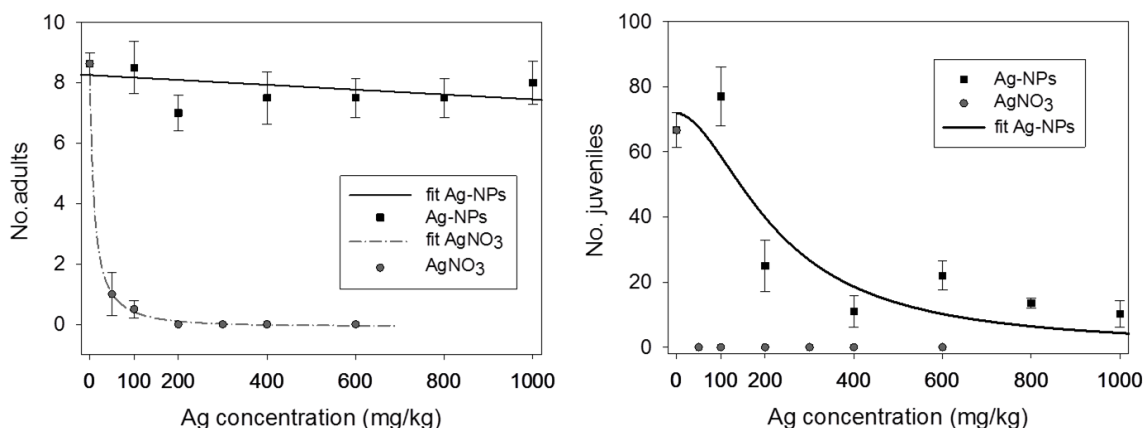 10
8
6
4
2
0
No.adults
fit Ag-NPs
Ag-NPs
fit AgNO3
AgNO3
0 100 200 400 600 800 1000
Ag concentration (mg/kg)
100
80
60
40
20
0
No. juveniles
Ag-NPs
AgNO3
fit Ag-NPs
0 100 200 400 600 800 1000
Ag concentration (mg/kg)